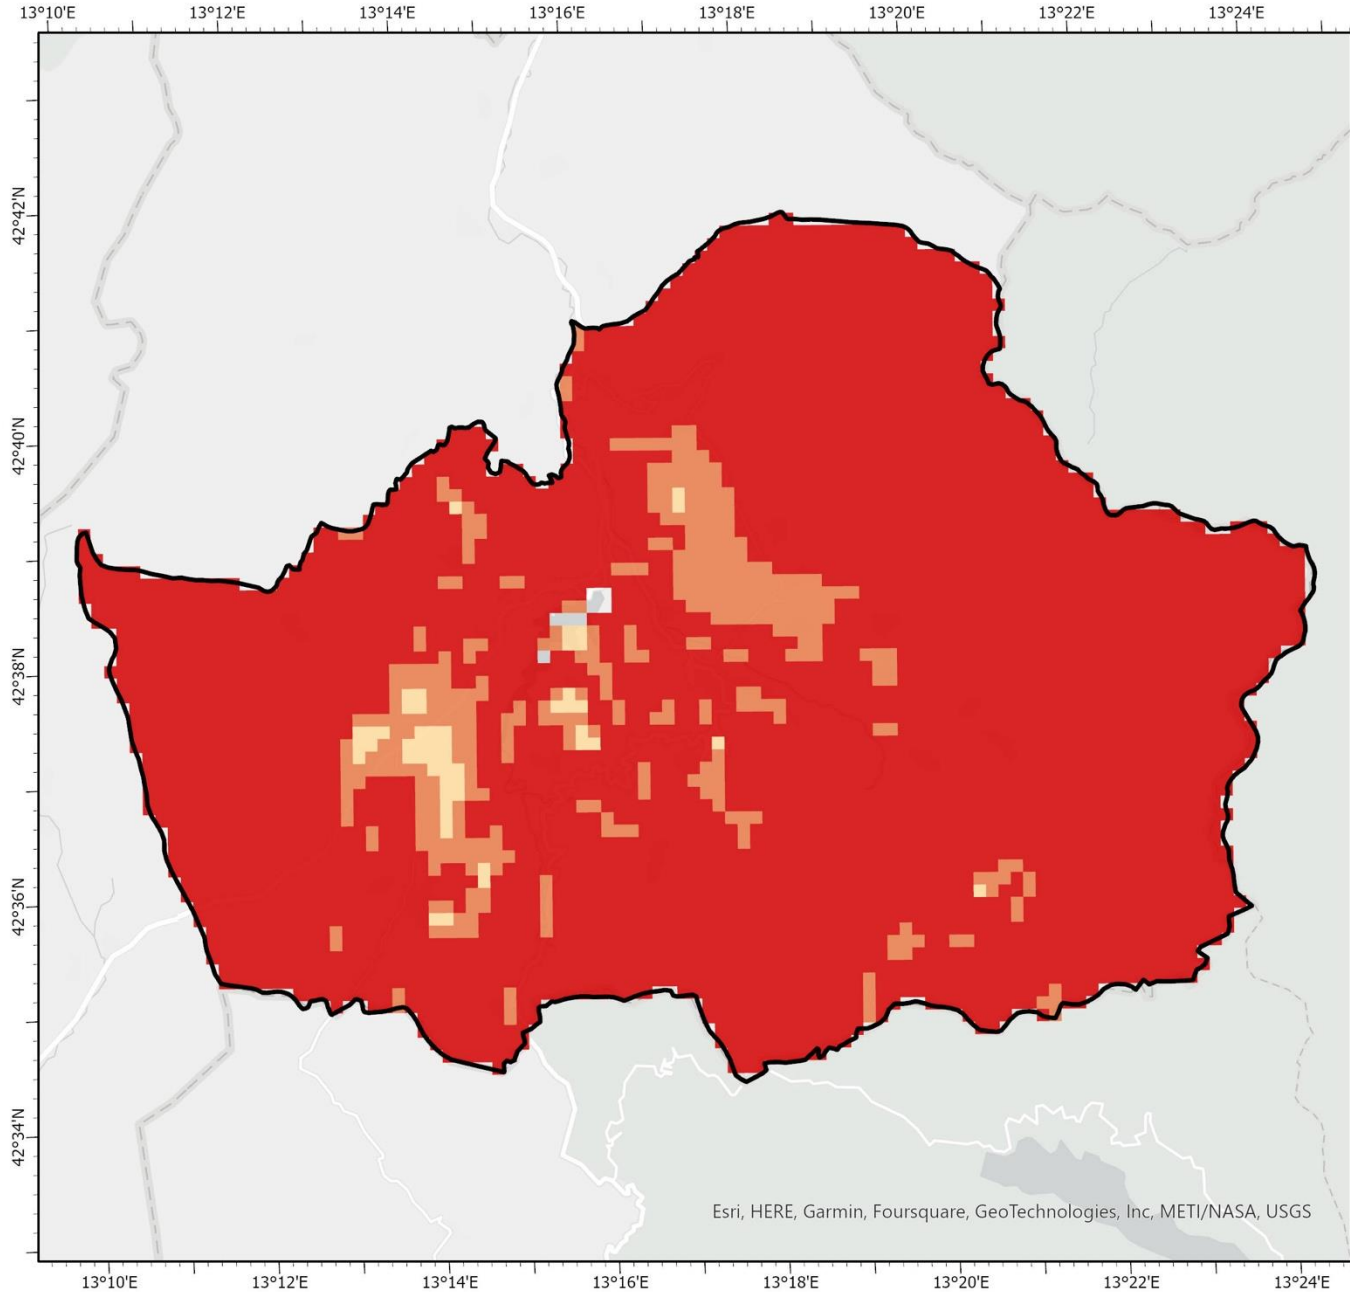 13°10'E 13°12'E 13°14'E 13°16'E 13°18'E 13°20'E 13°22'E 13°24'E
42°42'N
42°40'N
42°38'N
42°36'N
42°34'N
Esri, HERE, Garmin, Foursquare, GeoTechnologies, Inc, METI/NASA, USGS
13°10'E 13°12'E 13°14'E 13°16'E 13°18'E 13°20'E 13°22'E 13°24'E